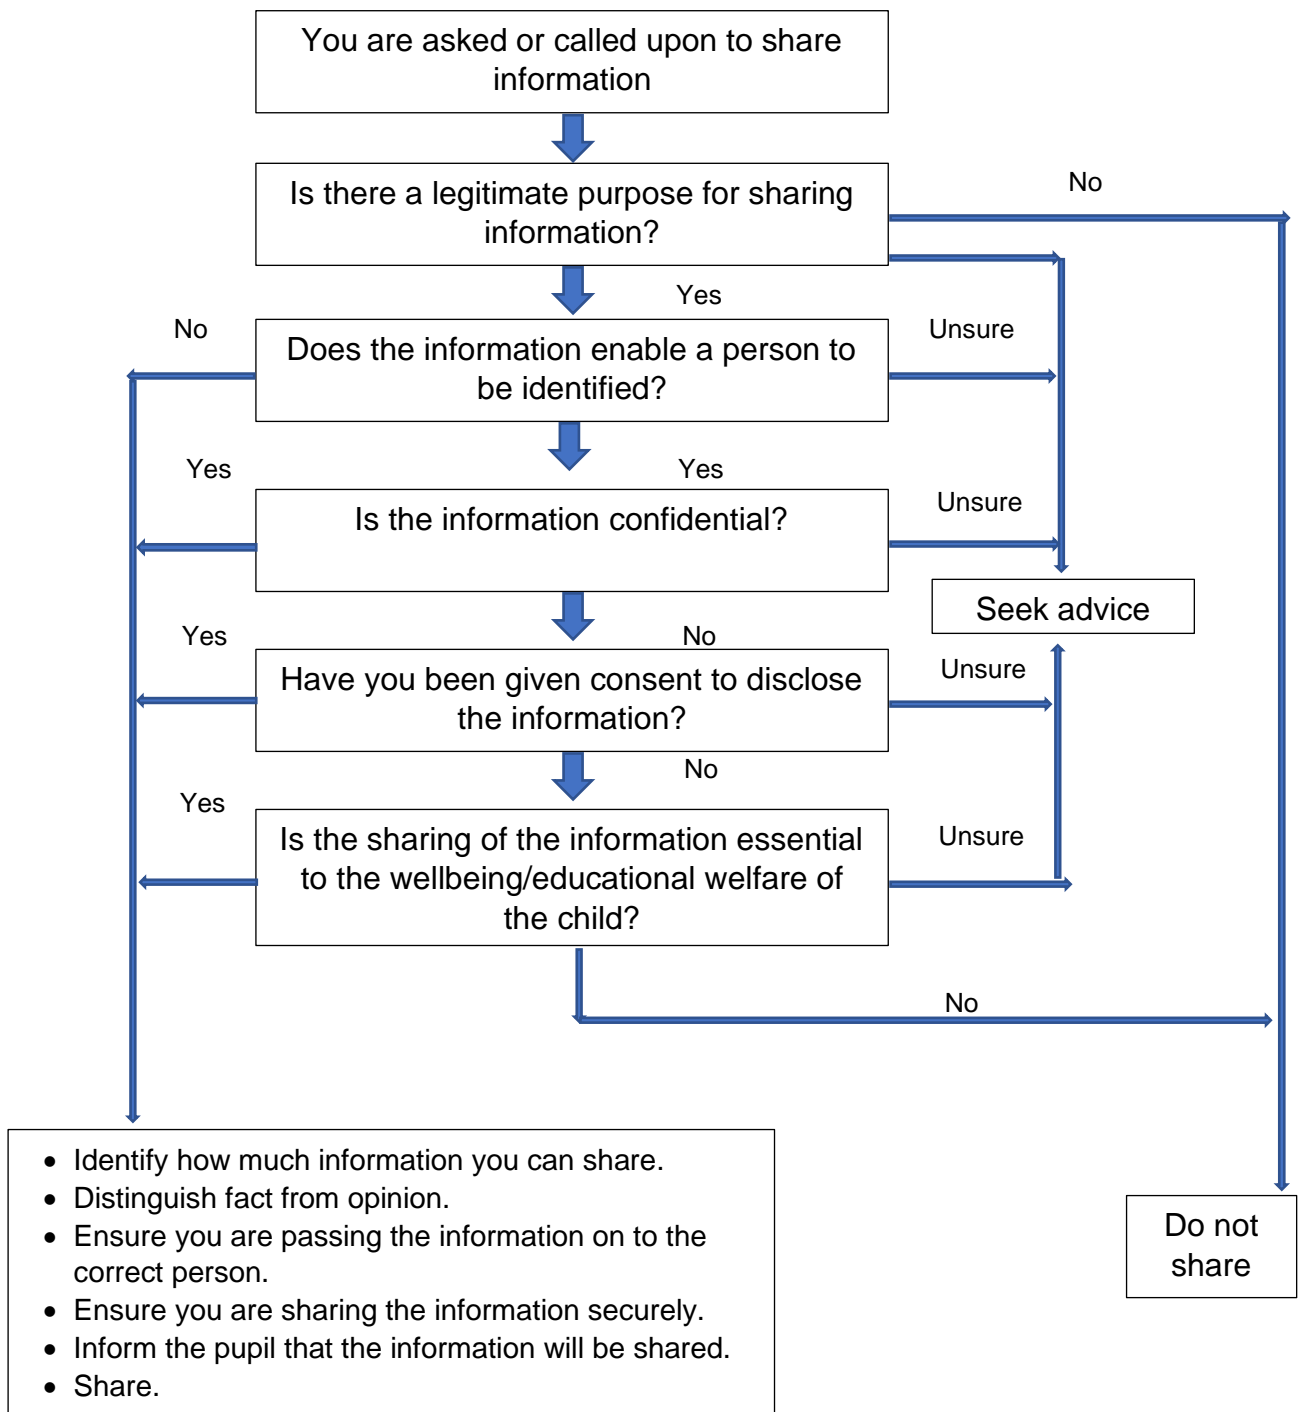 You are asked or called upon to share
information
Is there a legitimate purpose for sharing
information?
No
Yes
No
Does the information enable a person to
be identified?
Unsure
Yes
Yes
Is the information confidential?
Unsure
Seek advice
Yes
No
Have you been given consent to disclose
the information?
Unsure
No
Yes
Is the sharing of the information essential
to the wellbeing/educational welfare of
the child?
Unsure
No
• Identify how much information you can share.
• Distinguish fact from opinion.
• Ensure you are passing the information on to the
correct person.
• Ensure you are sharing the information securely.
• Inform the pupil that the information will be shared.
• Share.
Do not
share